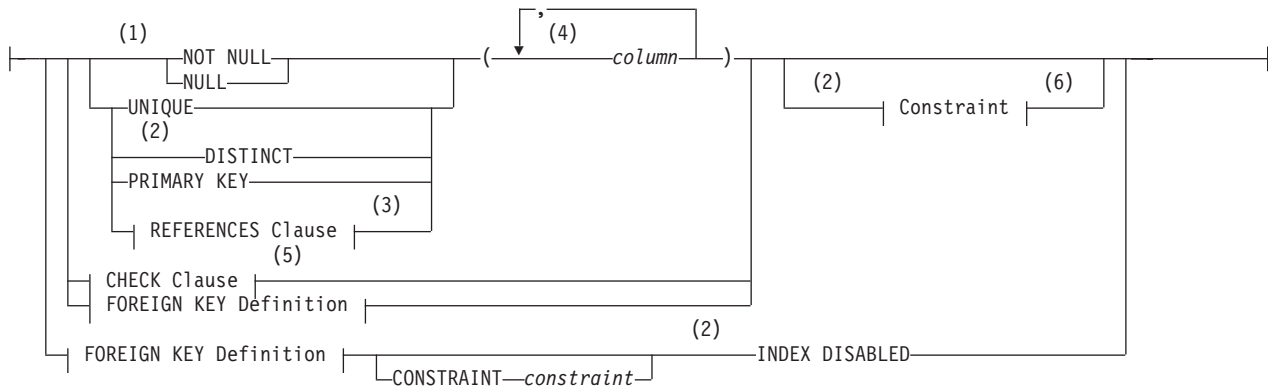 ,
(1) (4)
NOT NULL ( column )
NULL (2) (6)
UNIQUE Constraint
(2)
DISTINCT
PRIMARY KEY
(3)
REFERENCES Clause
(5)
CHECK Clause
FOREIGN KEY Definition
(2)
FOREIGN KEY Definition INDEX DISABLED
CONSTRAINT constraint